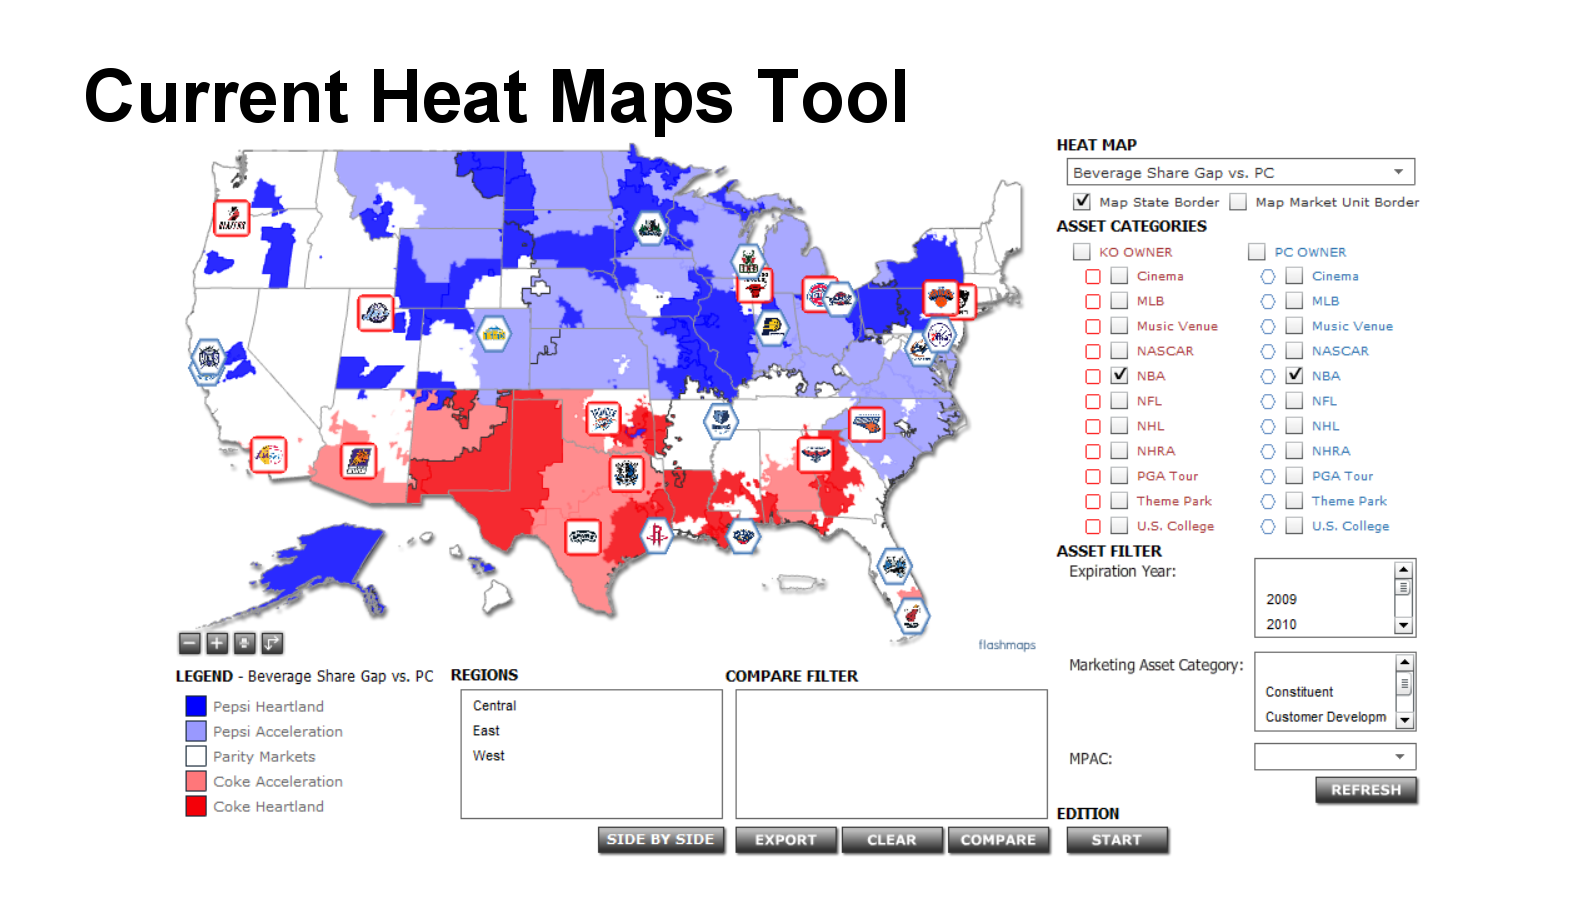 Current Heat Maps Tool
HEAT MAP
Beverage Share Gap vs. PC
Map State Border
Map Market Unit Border
ASSET CATEGORIES
KO OWNER
PC OWNER
Cinema
Cinema
MLB
MLB
Music Venue
Music Venue
NASCAR
NASCAR
NBA
NBA
NFL
NFL
NHL
NHL
NHRA
NHRA
PGA Tour
PGA Tour
Theme Park
Theme Park
U.S. College
U.S. College
ASSET FILTER
Expiration Year:
2009
2010
Marketing Asset Category:
Constituent
Customer Developm
MPAC:
REFRESH
EDITION
START
flashmaps
LEGEND - Beverage Share Gap vs. PC
Pepsi Heartland
Pepsi Acceleration
Parity Markets
Coke Acceleration
Coke Heartland
REGIONS
Central
East
West
SIDE BY SIDE
COMPARE FILTER
EXPORT
CLEAR
COMPARE